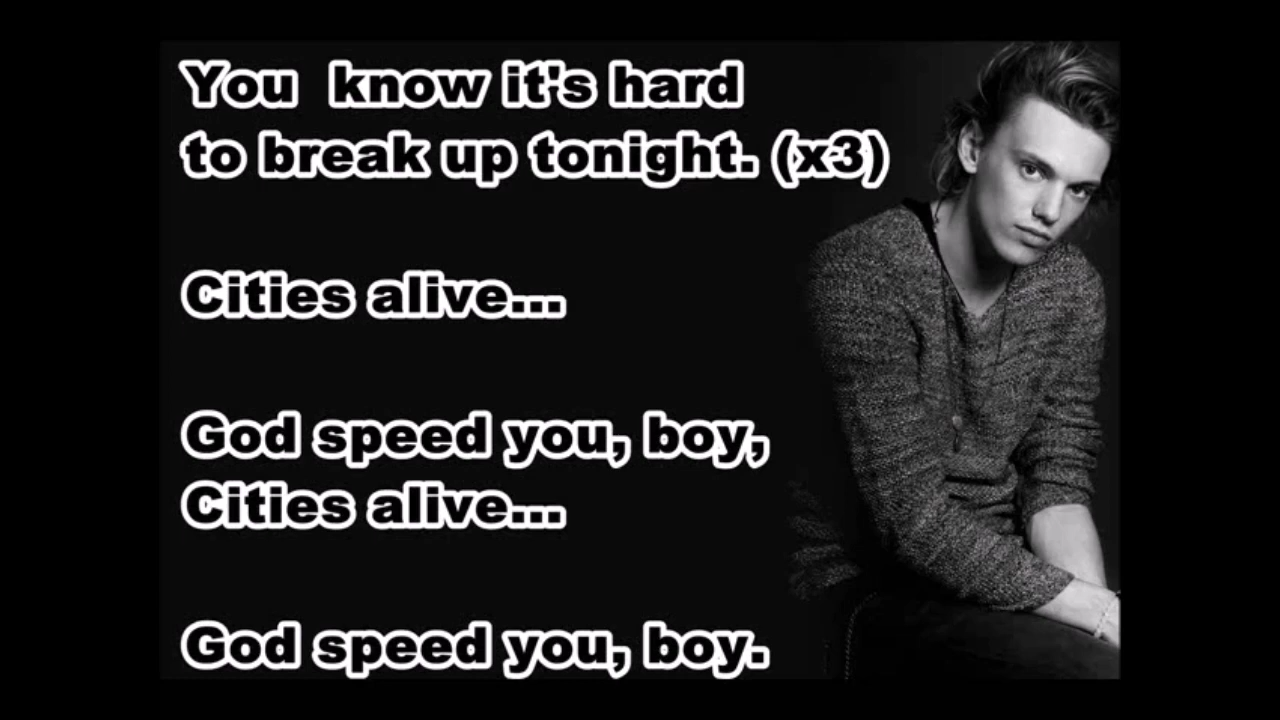 You know it's hard
to break up tonight. (x3)
Cities alive...
God speed you, boy,
Cities alive...
God speed you, boy.